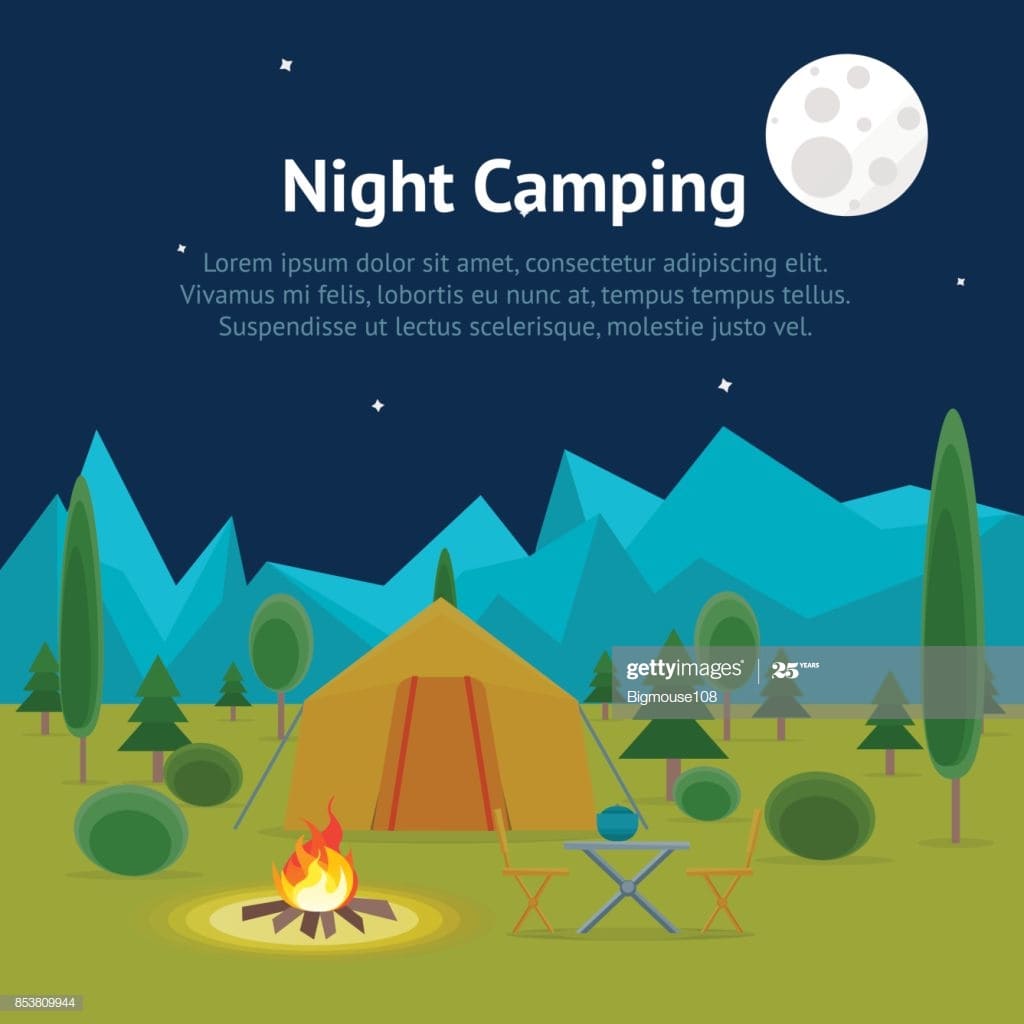 Night Camping
Lorem ipsum dolor sit amet, consectetur adipiscing elit.
Vivamus mi felis, lobortis eu nunc at, tempus tempus tellus.
Suspendisse ut lectus scelerisque, molestie justo vel.
gettyimages® 25 YEARS
Bigmouse108
853809944